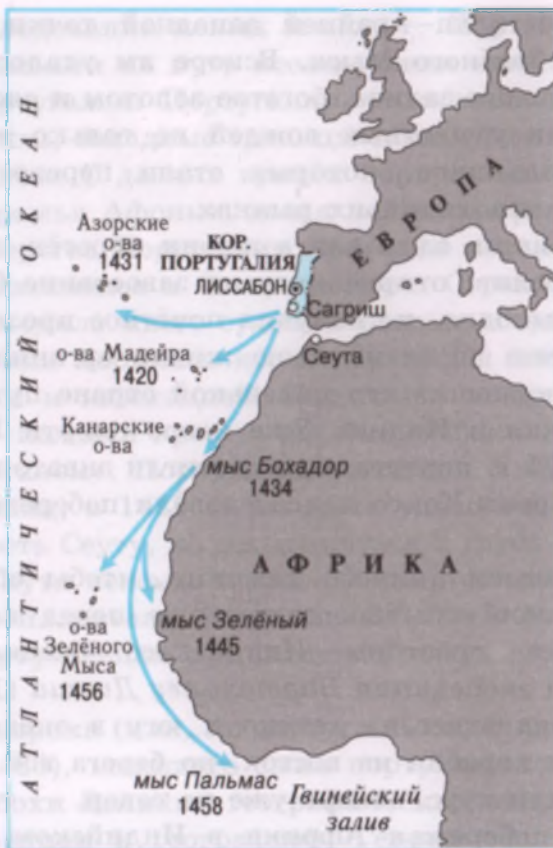 АТЛАНТИЧЕСКИЙ ОКЕАН
ЕВРОПА
Азорские
о-ва
1431
КОР.
ПОРТУГАЛИЯ
ЛИССАБОН
Сагриш
Сеута
о-ва Мадейра
1420
Канарские
о-ва
мыс Бохадор
1434
АФРИКА
о-ва
Зелёного
Мыса
1456
мыс Зелёный
1445
мыс Пальмас
1458
Гвинейский
залив